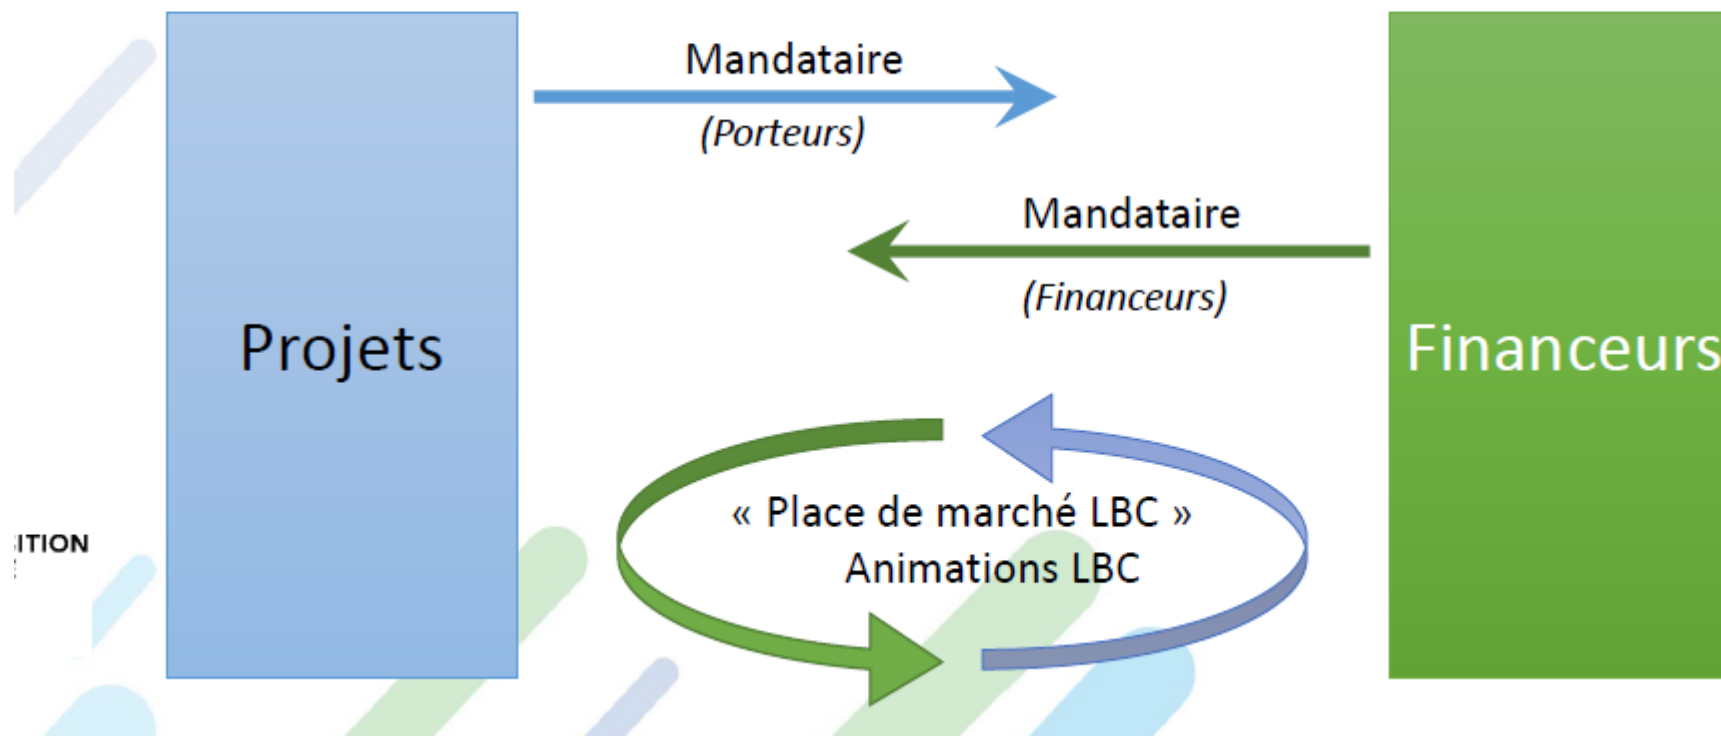 Mandataire
(Porteurs)
Mandataire
(Financeurs)
Projets
Financeurs
« Place de marché LBC »
Animations LBC
ITION